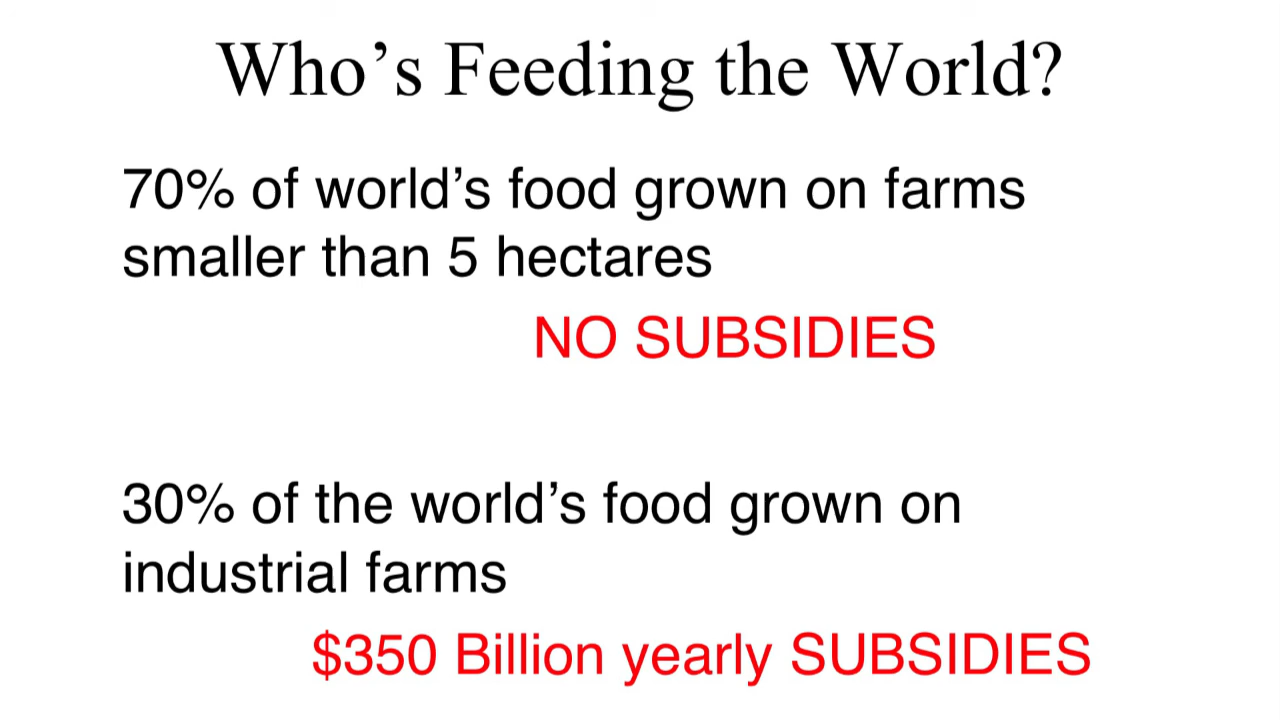 Who’s Feeding the World?
70% of world’s food grown on farms
smaller than 5 hectares
NO SUBSIDIES
30% of the world’s food grown on
industrial farms
$350 Billion yearly SUBSIDIES